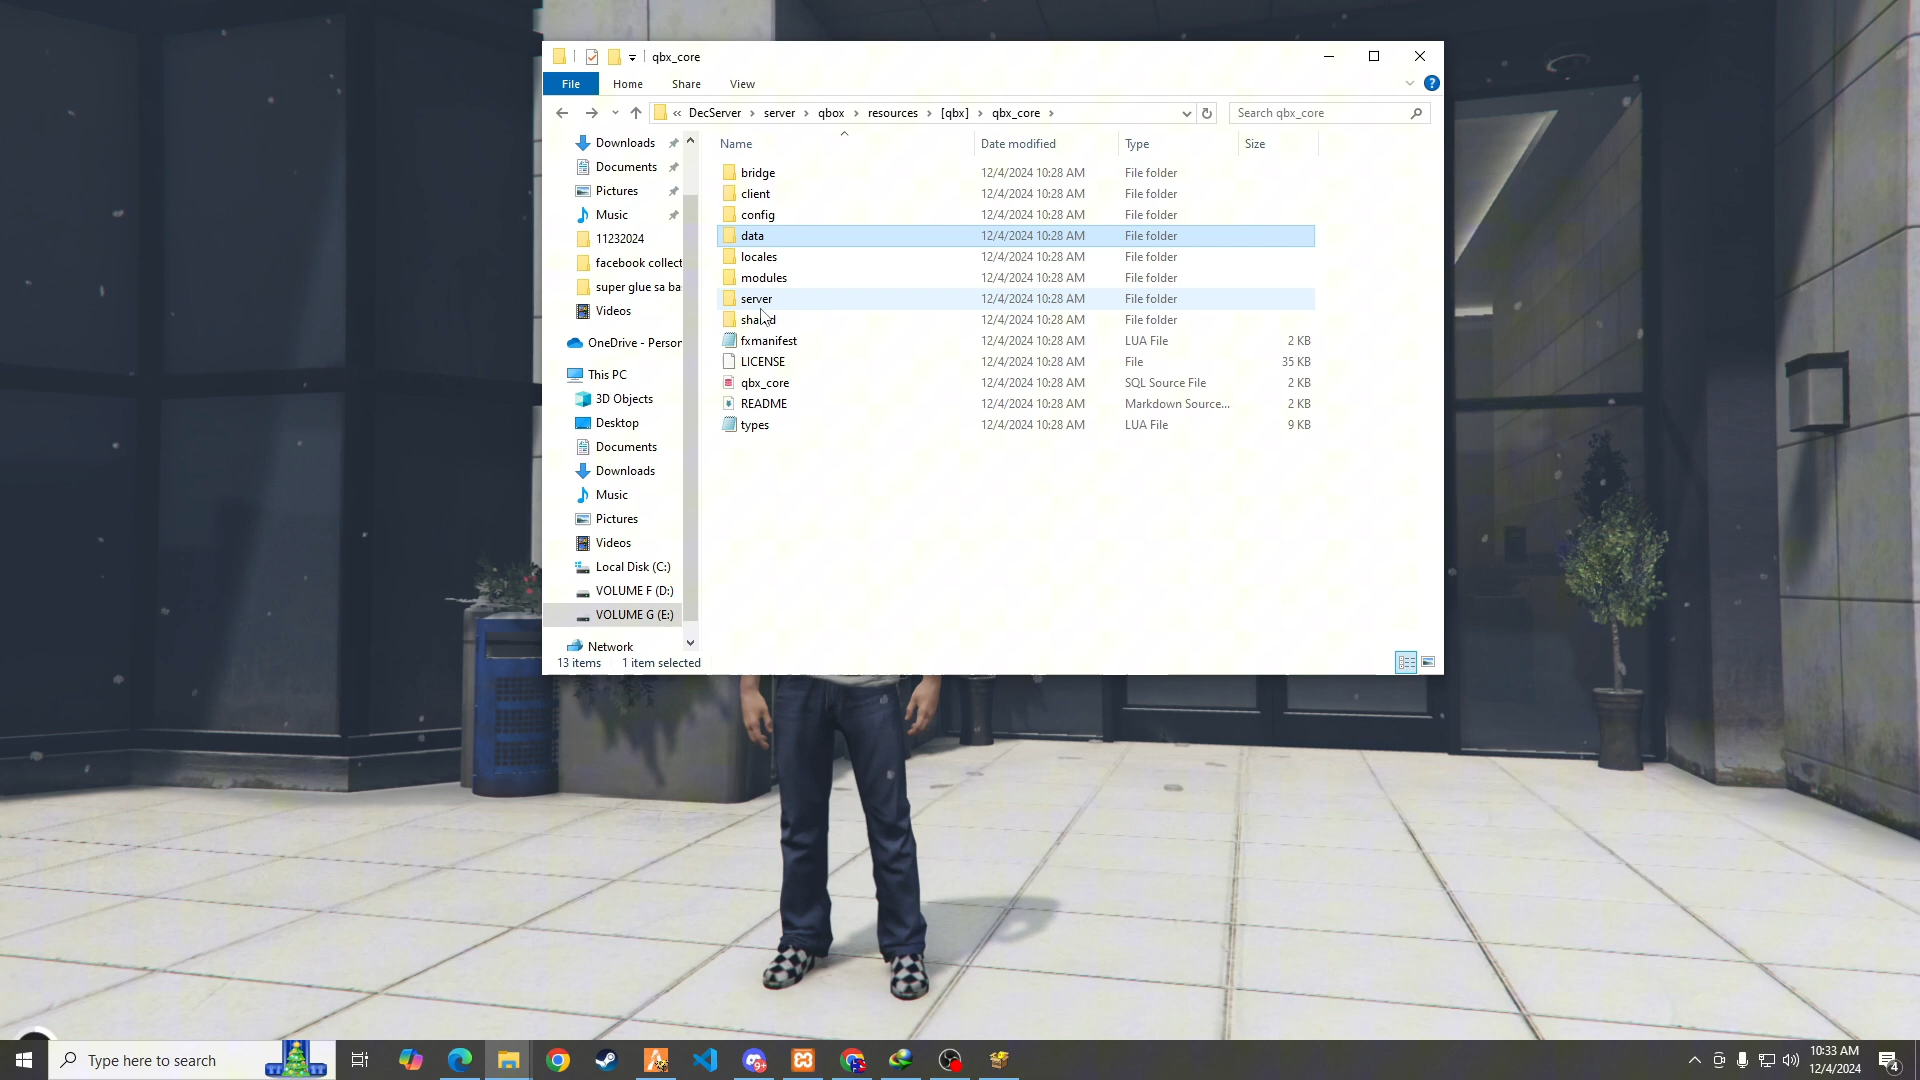 qbx_core
File Home Share View
« DecServer > server > qbox > resources > [qbx] > qbx_core >
Search qbx_core
Name Date modified Type Size
Downloads
Documents
Pictures
Music
11232024
facebook collect
super glue sa ba
Videos
OneDrive - Person
This PC
3D Objects
Desktop
Documents
Downloads
Music
Pictures
Videos
Local Disk (C:)
VOLUME F (D:)
VOLUME G (E:)
Network
bridge 12/4/2024 10:28 AM File folder
client 12/4/2024 10:28 AM File folder
config 12/4/2024 10:28 AM File folder
data 12/4/2024 10:28 AM File folder
locales 12/4/2024 10:28 AM File folder
modules 12/4/2024 10:28 AM File folder
server 12/4/2024 10:28 AM File folder
shared 12/4/2024 10:28 AM File folder
fxmanifest 12/4/2024 10:28 AM LUA File 2 KB
LICENSE 12/4/2024 10:28 AM File 35 KB
qbx_core 12/4/2024 10:28 AM SQL Source File 2 KB
README 12/4/2024 10:28 AM Markdown Source... 2 KB
types 12/4/2024 10:28 AM LUA File 9 KB
13 items 1 item selected
Type here to search
9+
10:33 AM
12/4/2024
4